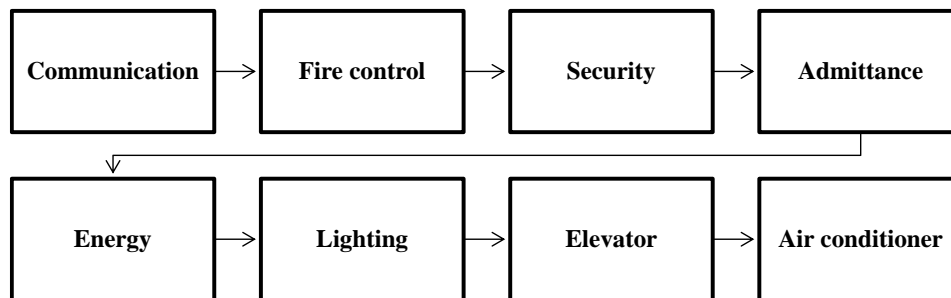 Communication
Fire control
Security
Admittance
Energy
Lighting
Elevator
Air conditioner